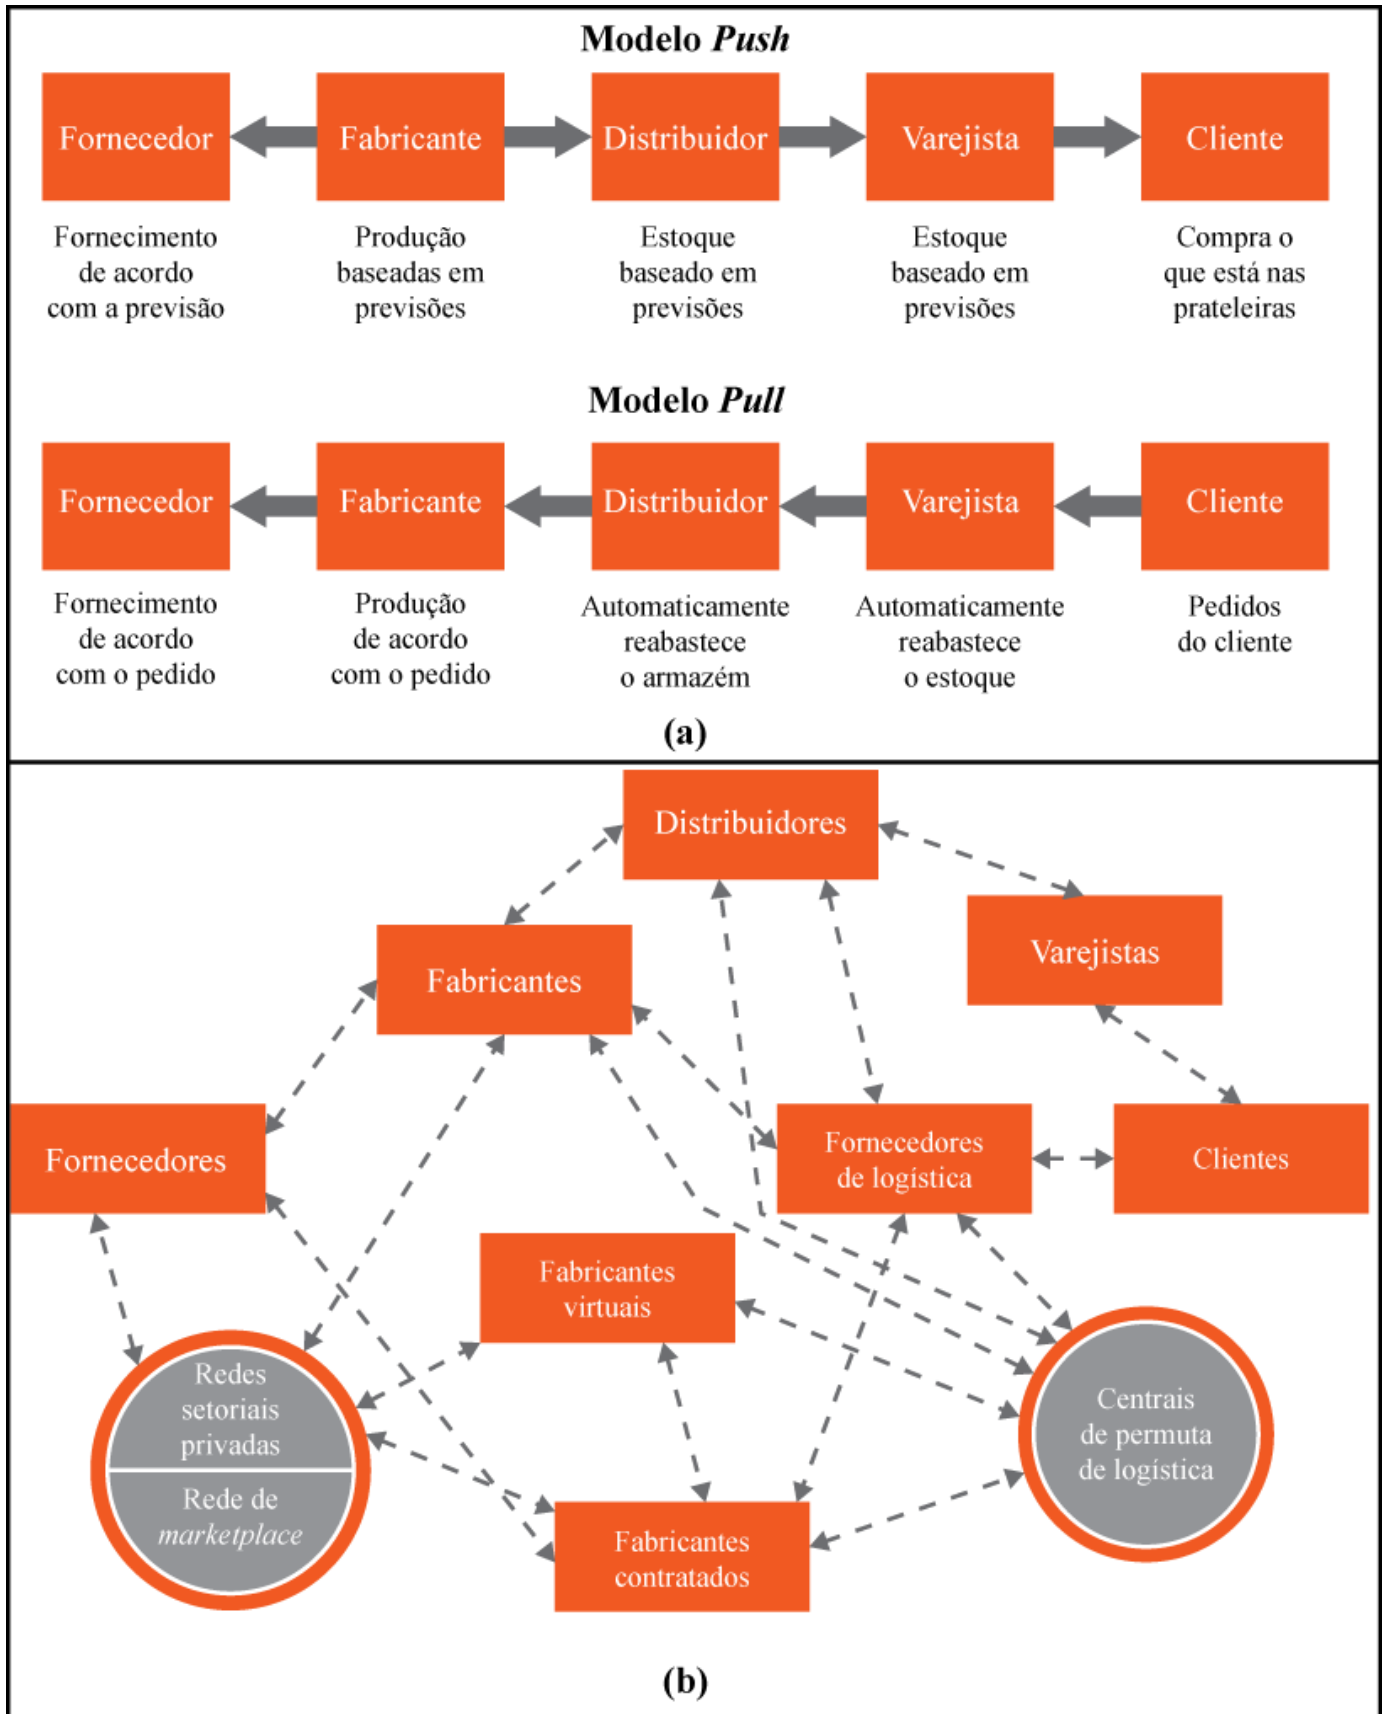 Modelo Push
Fornecedor
Fabricante
Distribuidor
Varejista
Cliente
Fornecimento
de acordo
com a previsão
Produção
baseadas em
previsões
Estoque
baseado em
previsões
Estoque
baseado em
previsões
Compra o
que está nas
prateleiras
Modelo Pull
Fornecedor
Fabricante
Distribuidor
Varejista
Cliente
Fornecimento
de acordo
com o pedido
Produção
de acordo
com o pedido
Automaticamente
reabastece
o armazém
Automaticamente
reabastece
o estoque
Pedidos
do cliente
(a)
Distribuidores
Varejistas
Fabricantes
Fornecedores
Fornecedores
de logística
Clientes
Fabricantes
virtuais
Redes
setoriais
privadas
Rede de
marketplace
Centrais
de permuta
de logística
Fabricantes
contratados
(b)